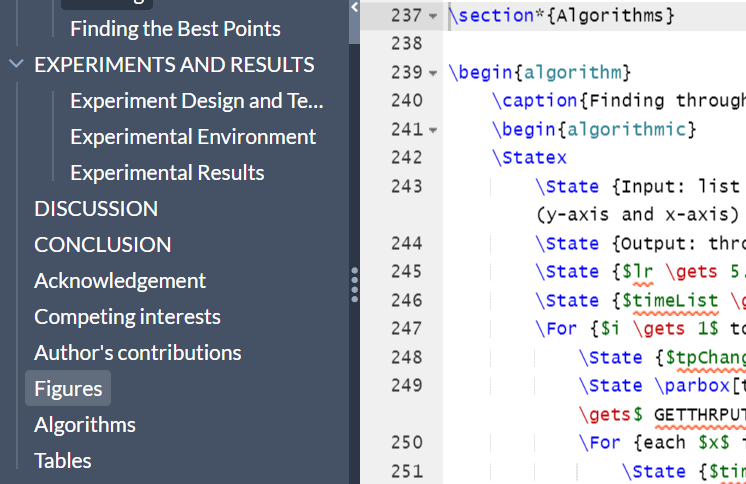 Finding the Best Points
EXPERIMENTS AND RESULTS
Experiment Design and Te...
Experimental Environment
Experimental Results
DISCUSSION
CONCLUSION
Acknowledgement
Competing interests
Author's contributions
Figures
Algorithms
Tables
237 \section*{Algorithms}
238
239 \begin{algorithm}
240 \caption{Finding through
241 \begin{algorithmic}
242 \Statex
243 \State {Input: list
(y-axis and x-axis)
244 \State {Output: thro
245 \State {$lr \gets 5.
246 \State {$timeList \g
247 \For {$i \gets 1$ to
248 \State {$tpChang
249 \State \parbox[t
\gets$ GETTHRPUT
250 \For {each $x$
251 \State {$tim